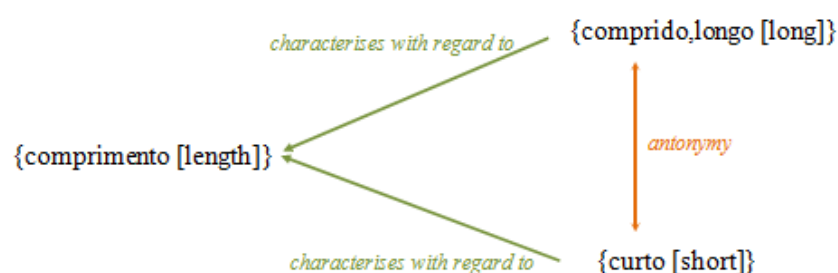 {comprido,longo [long]}
characterises with regard to
antonymy
{comprimento [length]}
characterises with regard to
{curto [short]}